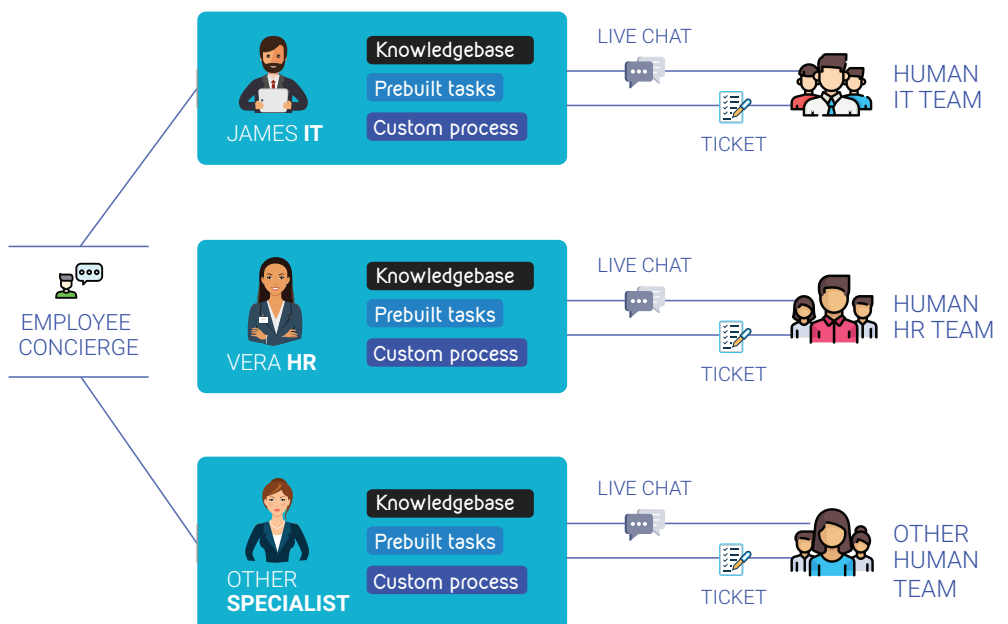 EMPLOYEE
CONCIERGE
JAMES IT
Knowledgebase
Prebuilt tasks
Custom process
LIVE CHAT
TICKET
HUMAN
IT TEAM
VERA HR
Knowledgebase
Prebuilt tasks
Custom process
LIVE CHAT
TICKET
HUMAN
HR TEAM
OTHER
SPECIALIST
Knowledgebase
Prebuilt tasks
Custom process
LIVE CHAT
TICKET
OTHER
HUMAN
TEAM